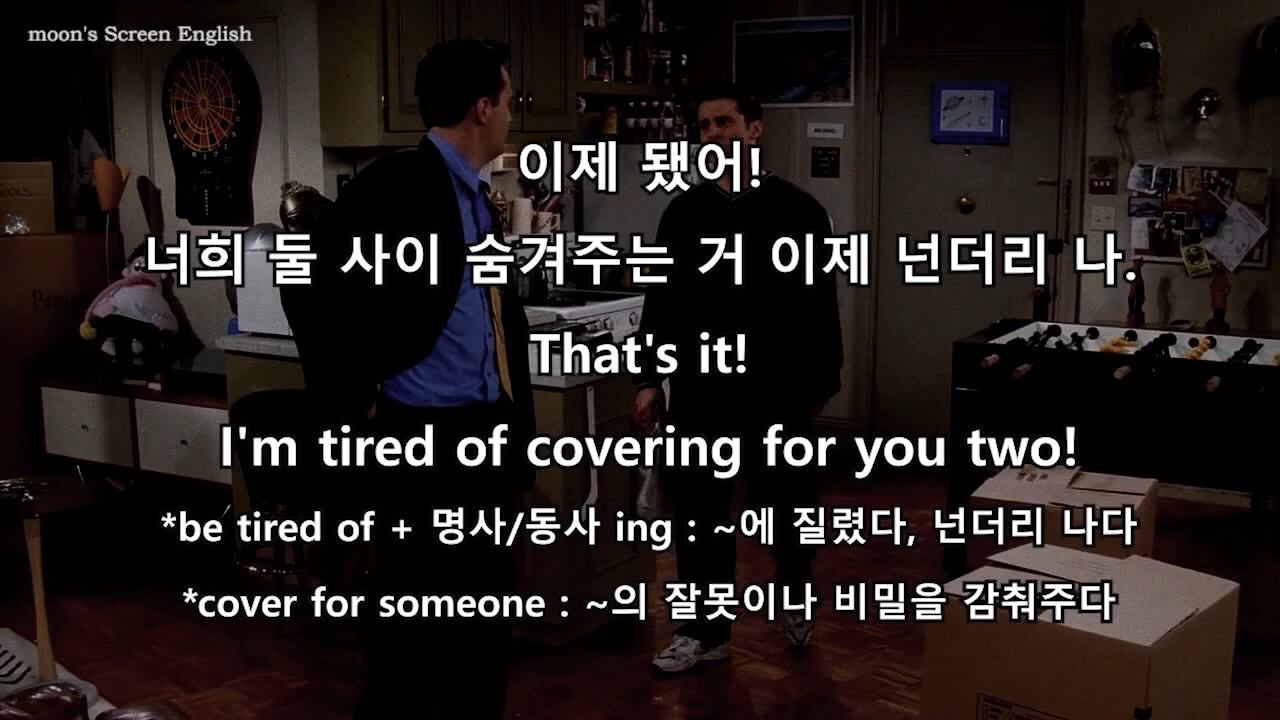 moon's Screen English
이제 됐어!
너희 둘 사이 숨겨주는 거 이제 넌더리 나.
That's it!
I'm tired of covering for you two!
*be tired of + 명사/동사 ing : ~에 질렸다, 넌더리 나다
*cover for someone : ~의 잘못이나 비밀을 감춰주다